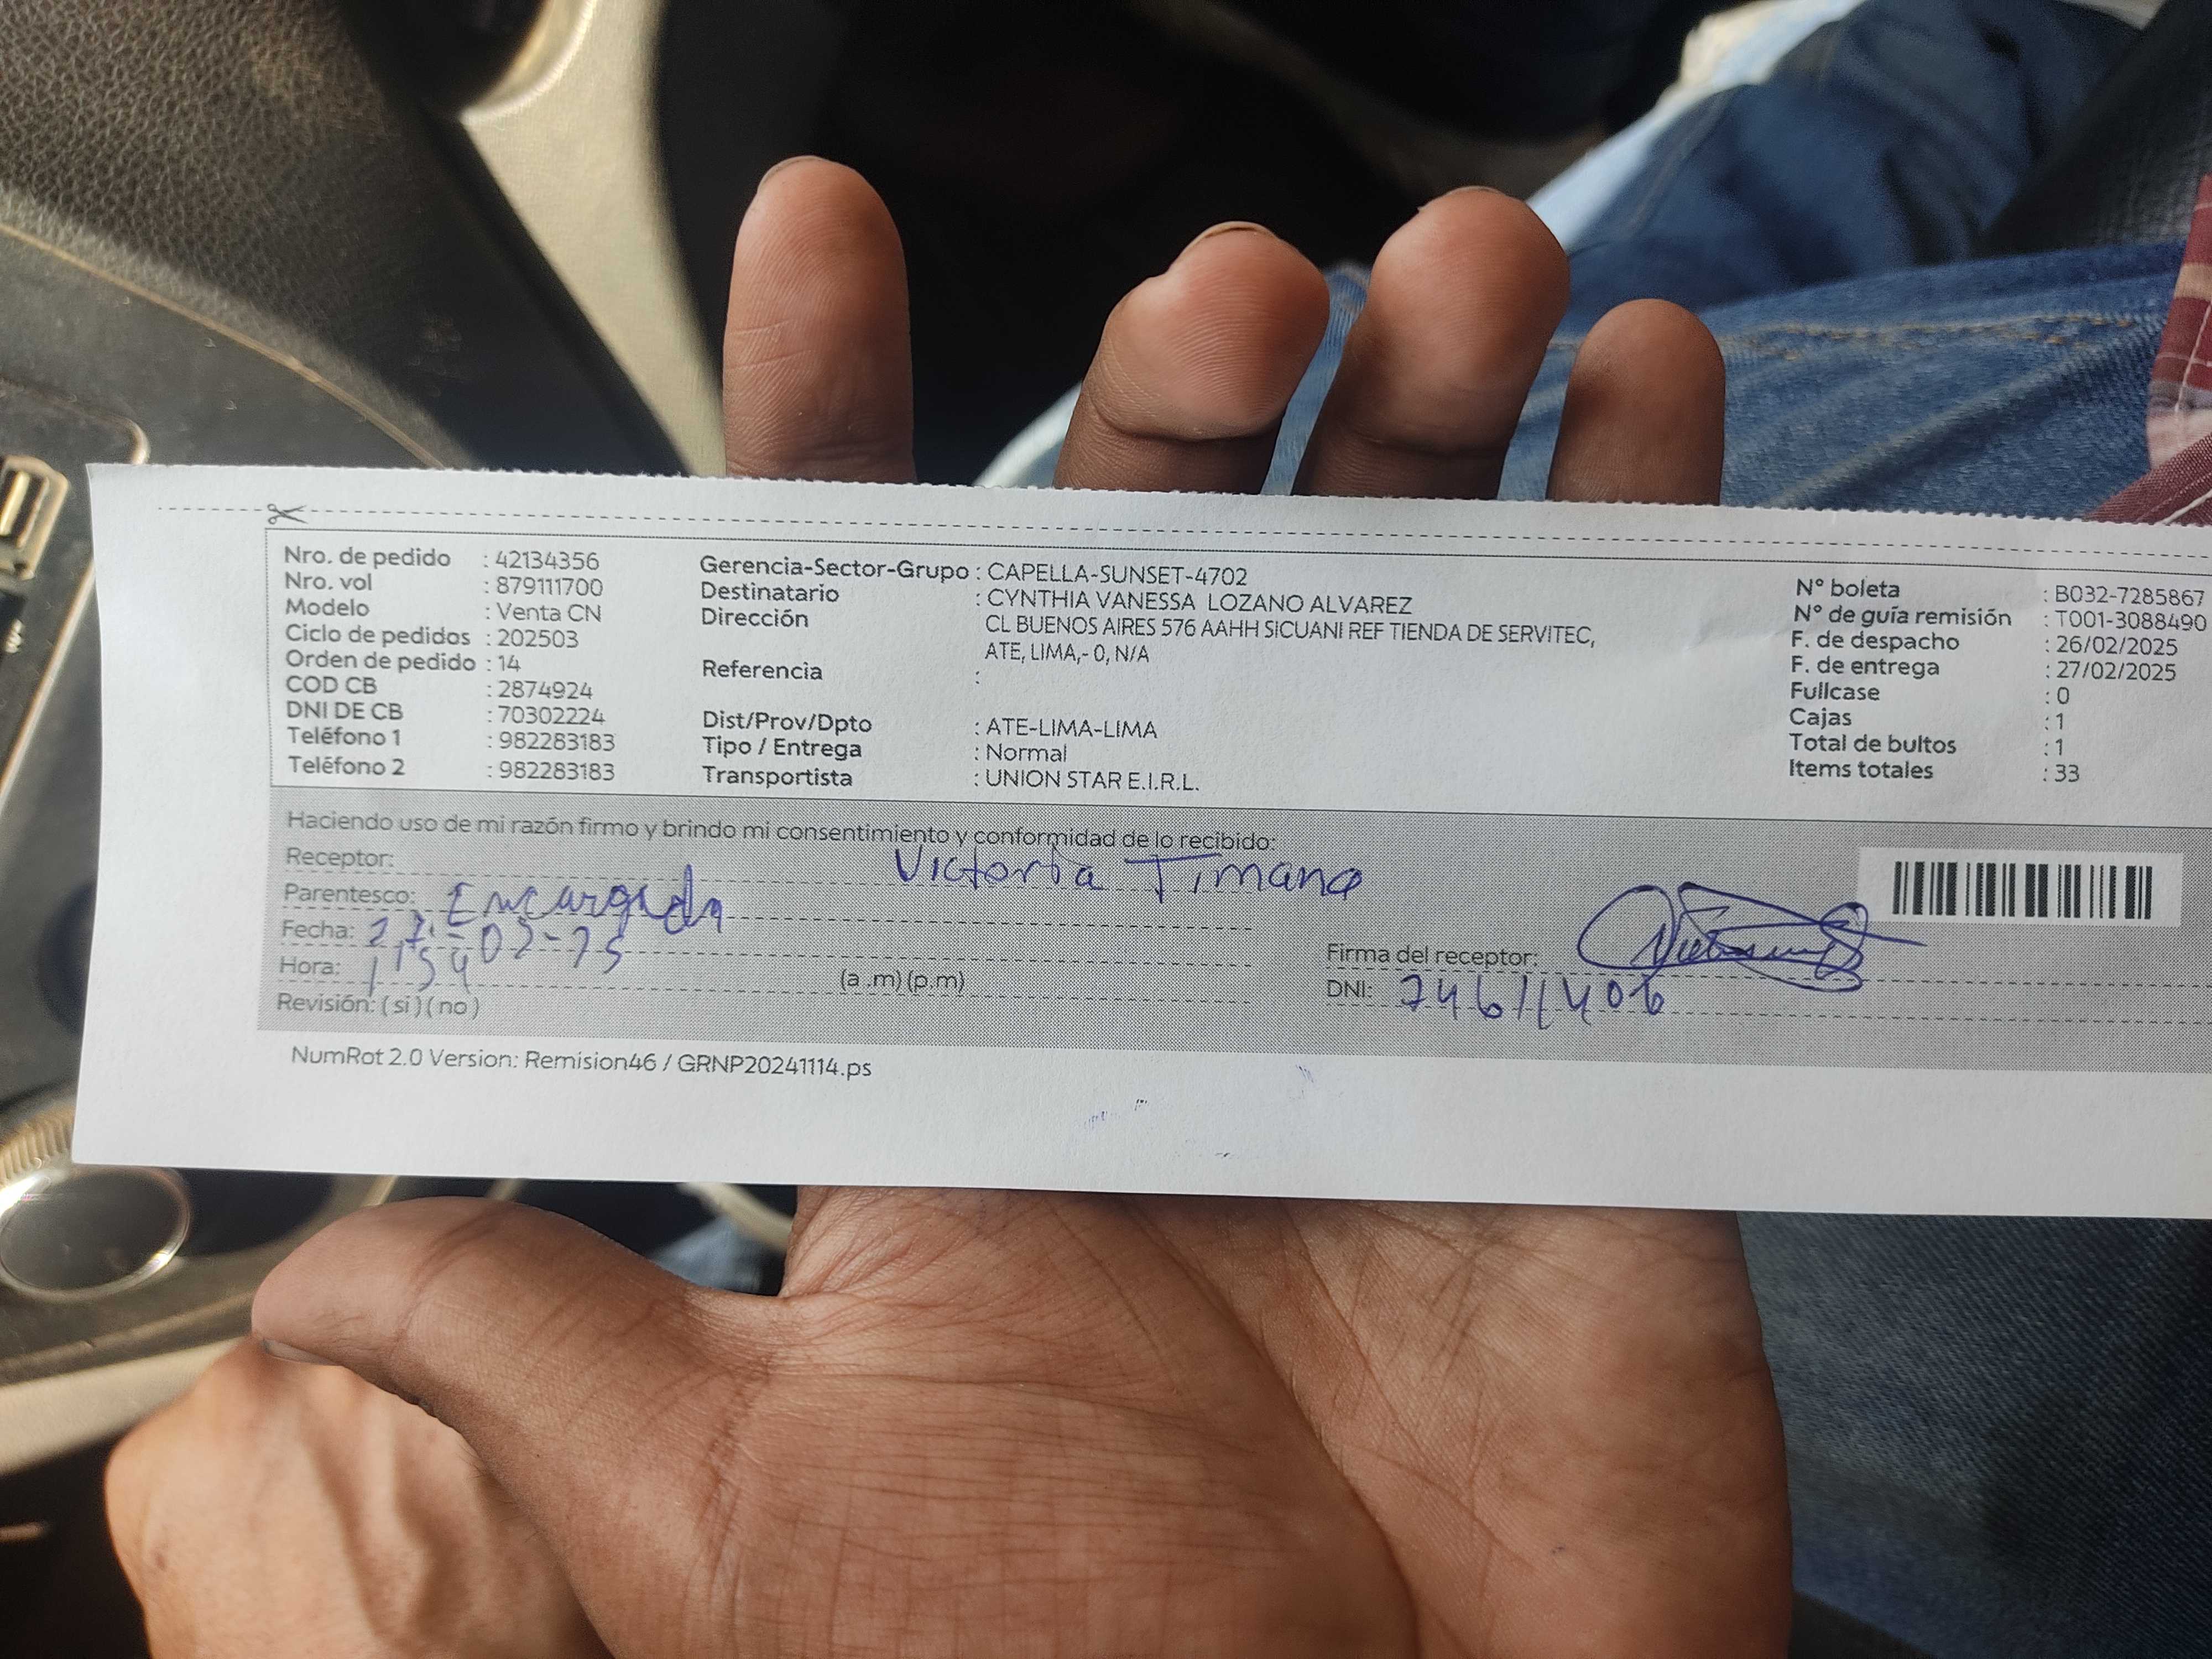 Nro. de pedido : 42134356
Nro. vol : 879111700
Modelo : Venta CN
Ciclo de pedidos : 202503
Orden de pedido : 14
COD CB : 2874924
DNI DE CB : 70302224
Teléfono 1 : 982283183
Teléfono 2 : 982283183
Gerencia-Sector-Grupo : CAPELLA-SUNSET-4702
Destinatario : CYNTHIA VANESSA LOZANO ALVAREZ
Dirección : CL BUENOS AIRES 576 AAHH SICUANI REF TIENDA DE SERVITEC,
ATE, LIMA,- 0, N/A
Referencia :
Dist/Prov/Dpto : ATE-LIMA-LIMA
Tipo / Entrega : Normal
Transportista : UNION STAR E.I.R.L.
N° boleta : B032-7285867
N° de guía remisión : T001-3088490
F. de despacho : 26/02/2025
F. de entrega : 27/02/2025
Fullcase : 0
Cajas : 1
Total de bultos : 1
Items totales : 33
Haciendo uso de mi razón firmo y brindo mi consentimiento y conformidad de lo recibido:
Receptor: Victoria Timana
Parentesco: Encargada
Fecha: 27-02-25
Hora: (a .m) (p.m)
Revisión: ( si ) ( no )
Firma del receptor:
DNI:
NumRot 2.0 Version: Remision46 / GRNP20241114.ps